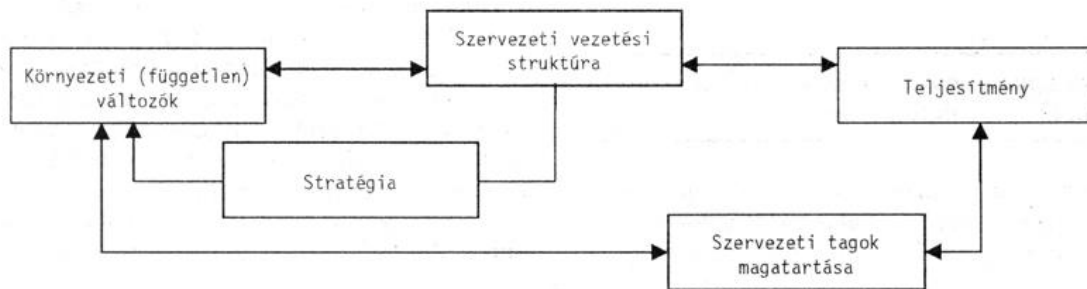 Szervezeti vezetési
struktúra
Környezeti (független)
változók
Teljesítmény
Stratégia
Szervezeti tagok
magatartása